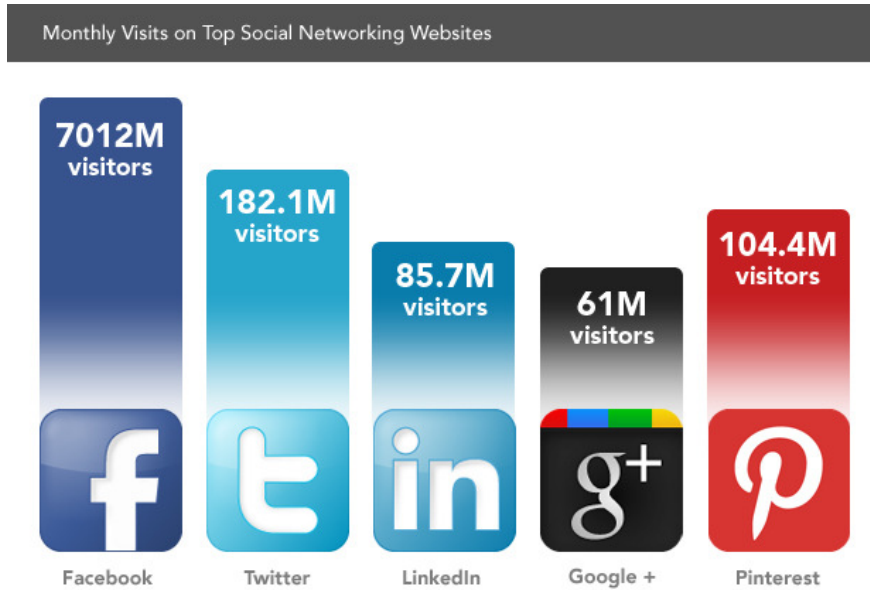 Monthly Visits on Top Social Networking Websites
7012M
visitors
182.1M
visitors
85.7M
visitors
61M
visitors
104.4M
visitors
f
t
in
g+
Facebook
Twitter
LinkedIn
Google +
Pinterest